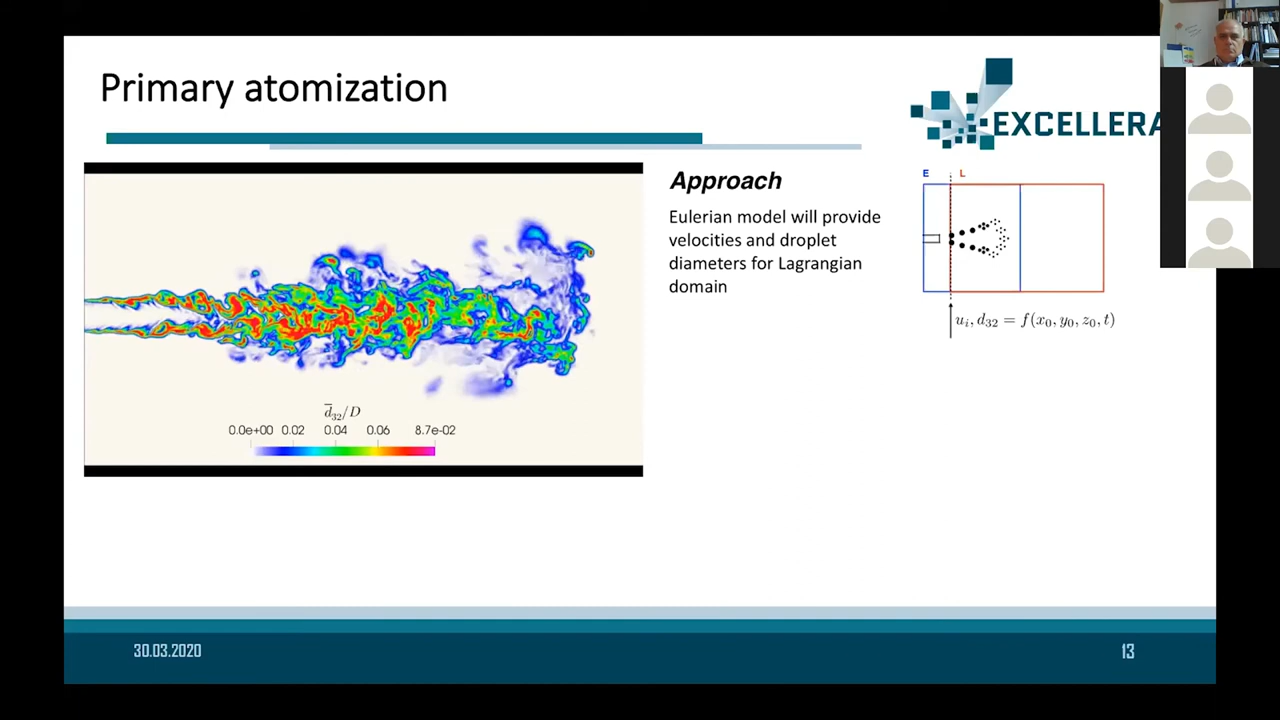 Primary atomization
EXCELLERA
Approach
Eulerian model will provide
velocities and droplet
diameters for Lagrangian
domain
E L
u_i, d_32 = f(x_0, y_0, z_0, t)
d̅_32/D
0.0e+00 0.02 0.04 0.06 8.7e-02
30.03.2020
13